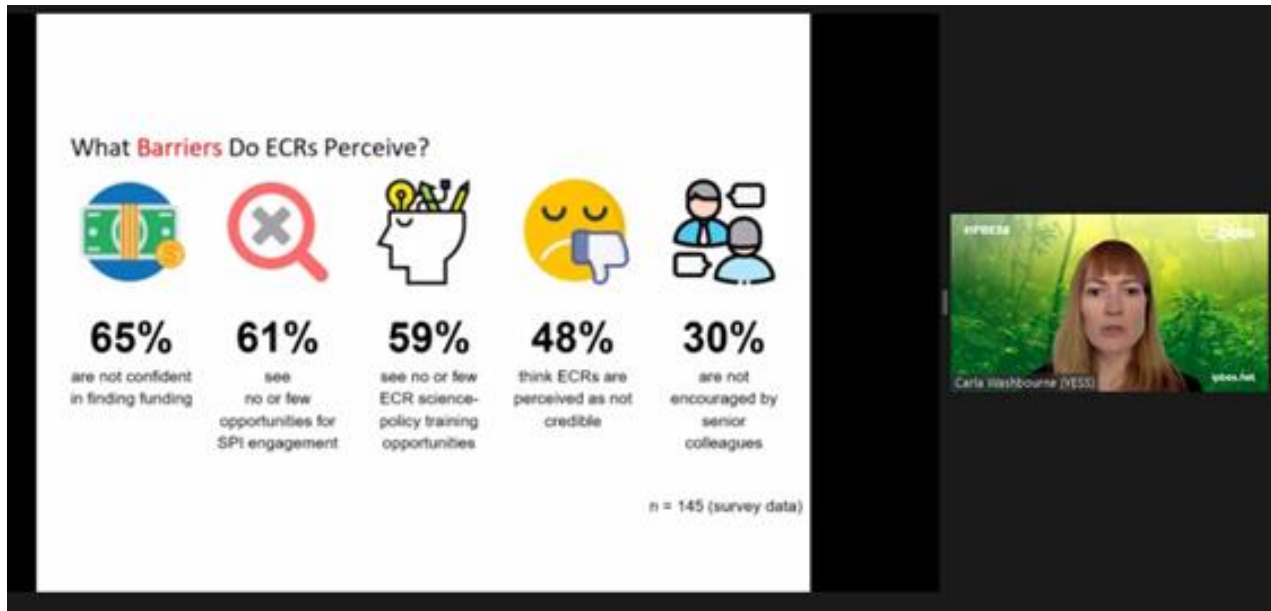 What Barriers Do ECRs Perceive?
65%
are not confident
in finding funding
61%
see
no or few
opportunities for
SPI engagement
59%
see no or few
ECR science-
policy training
opportunities
48%
think ECRs are
perceived as not
credible
30%
are not
encouraged by
senior
colleagues
n = 145 (survey data)
ipbes
Carla Washbourne (YESS)
ipbes.net